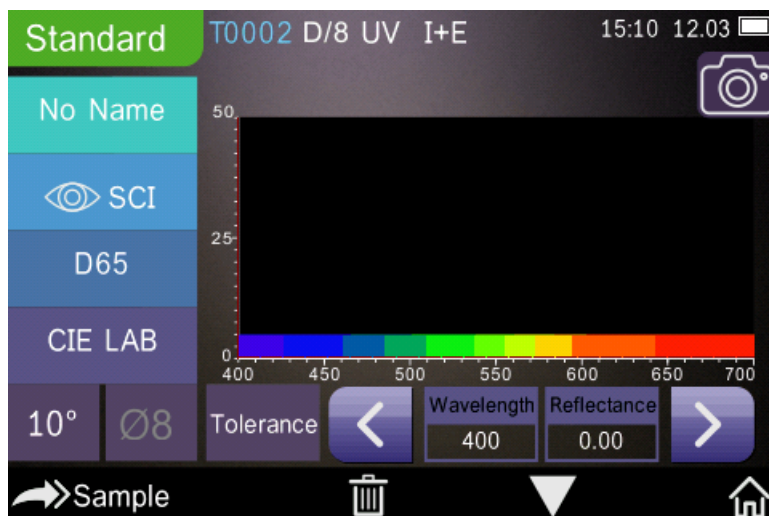 Standard
T0002 D/8 UV I+E
15:10 12.03
No Name
SCI
D65
CIE LAB
10° Ø8
50
25
0
400 450 500 550 600 650 700
Tolerance
Wavelength
400
Reflectance
0.00
Sample